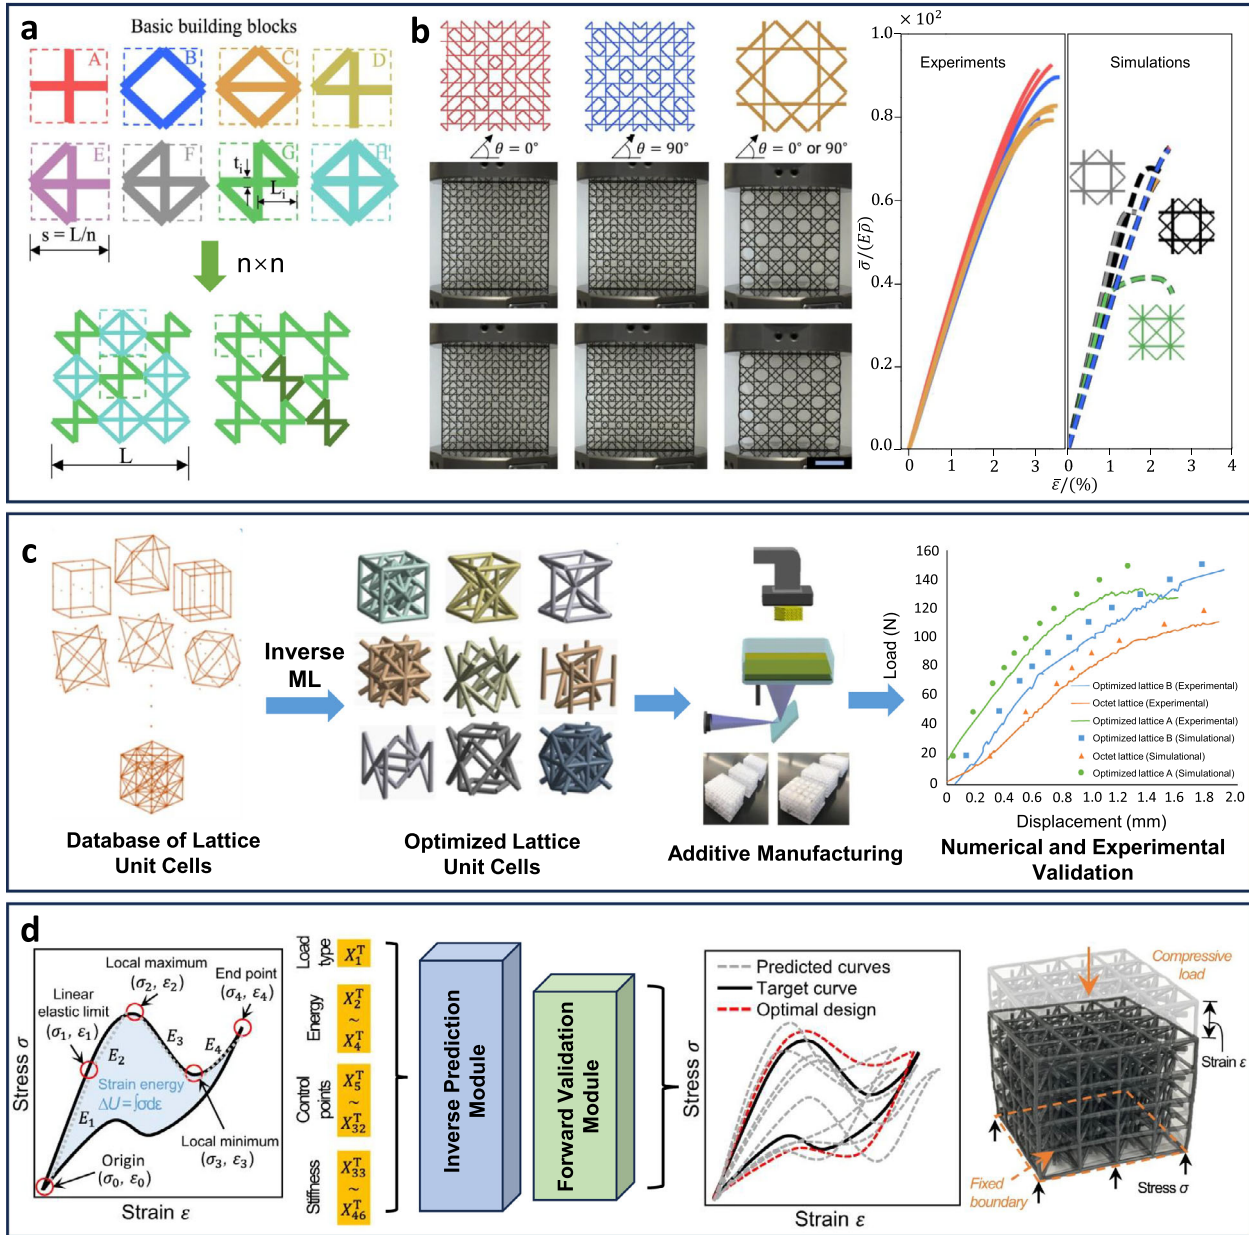 a
Basic building blocks
A
B
C
D
E
F
G
H
t_i
L_i
s = L/n
n×n
L
b
θ = 0°
θ = 90°
θ = 0° or 90°
× 10²
1.0
0.8
0.6
0.4
0.2
0.0
σ̄/(Eρ̄)
Experiments
Simulations
0 1 2 3 0 1 2 3 4
ε̄/(%)
c
Inverse
ML
Database of Lattice
Unit Cells
Optimized Lattice
Unit Cells
Additive Manufacturing
160
140
120
100
80
60
40
20
0
Load (N)
Optimized lattice B (Experimental)
Octet lattice (Experimental)
Optimized lattice A (Experimental)
Optimized lattice B (Simulational)
Octet lattice (Simulational)
Optimized lattice A (Simulational)
0 0.2 0.4 0.6 0.8 1.0 1.2 1.4 1.6 1.8 2.0
Displacement (mm)
Numerical and Experimental
Validation
d
Local maximum
(σ₂, ε₂)
End point
(σ₄, ε₄)
Linear
elastic limit
(σ₁, ε₁)
E₁
E₂
E₃
E₄
Strain energy
ΔU = ∫σdε
Local minimum
(σ₃, ε₃)
Origin
(σ₀, ε₀)
Stress σ
Strain ε
Load
type
X₁ᵀ
Energy
X₂ᵀ
~
X₄ᵀ
Control
points
X₅ᵀ
~
X₃₂ᵀ
Stiffness
X₃₃ᵀ
~
X₄₆ᵀ
Inverse Prediction
Module
Forward Validation
Module
Predicted curves
Target curve
Optimal design
Stress σ
Strain ε
Compressive
load
Strain ε
Fixed
boundary
Stress σ